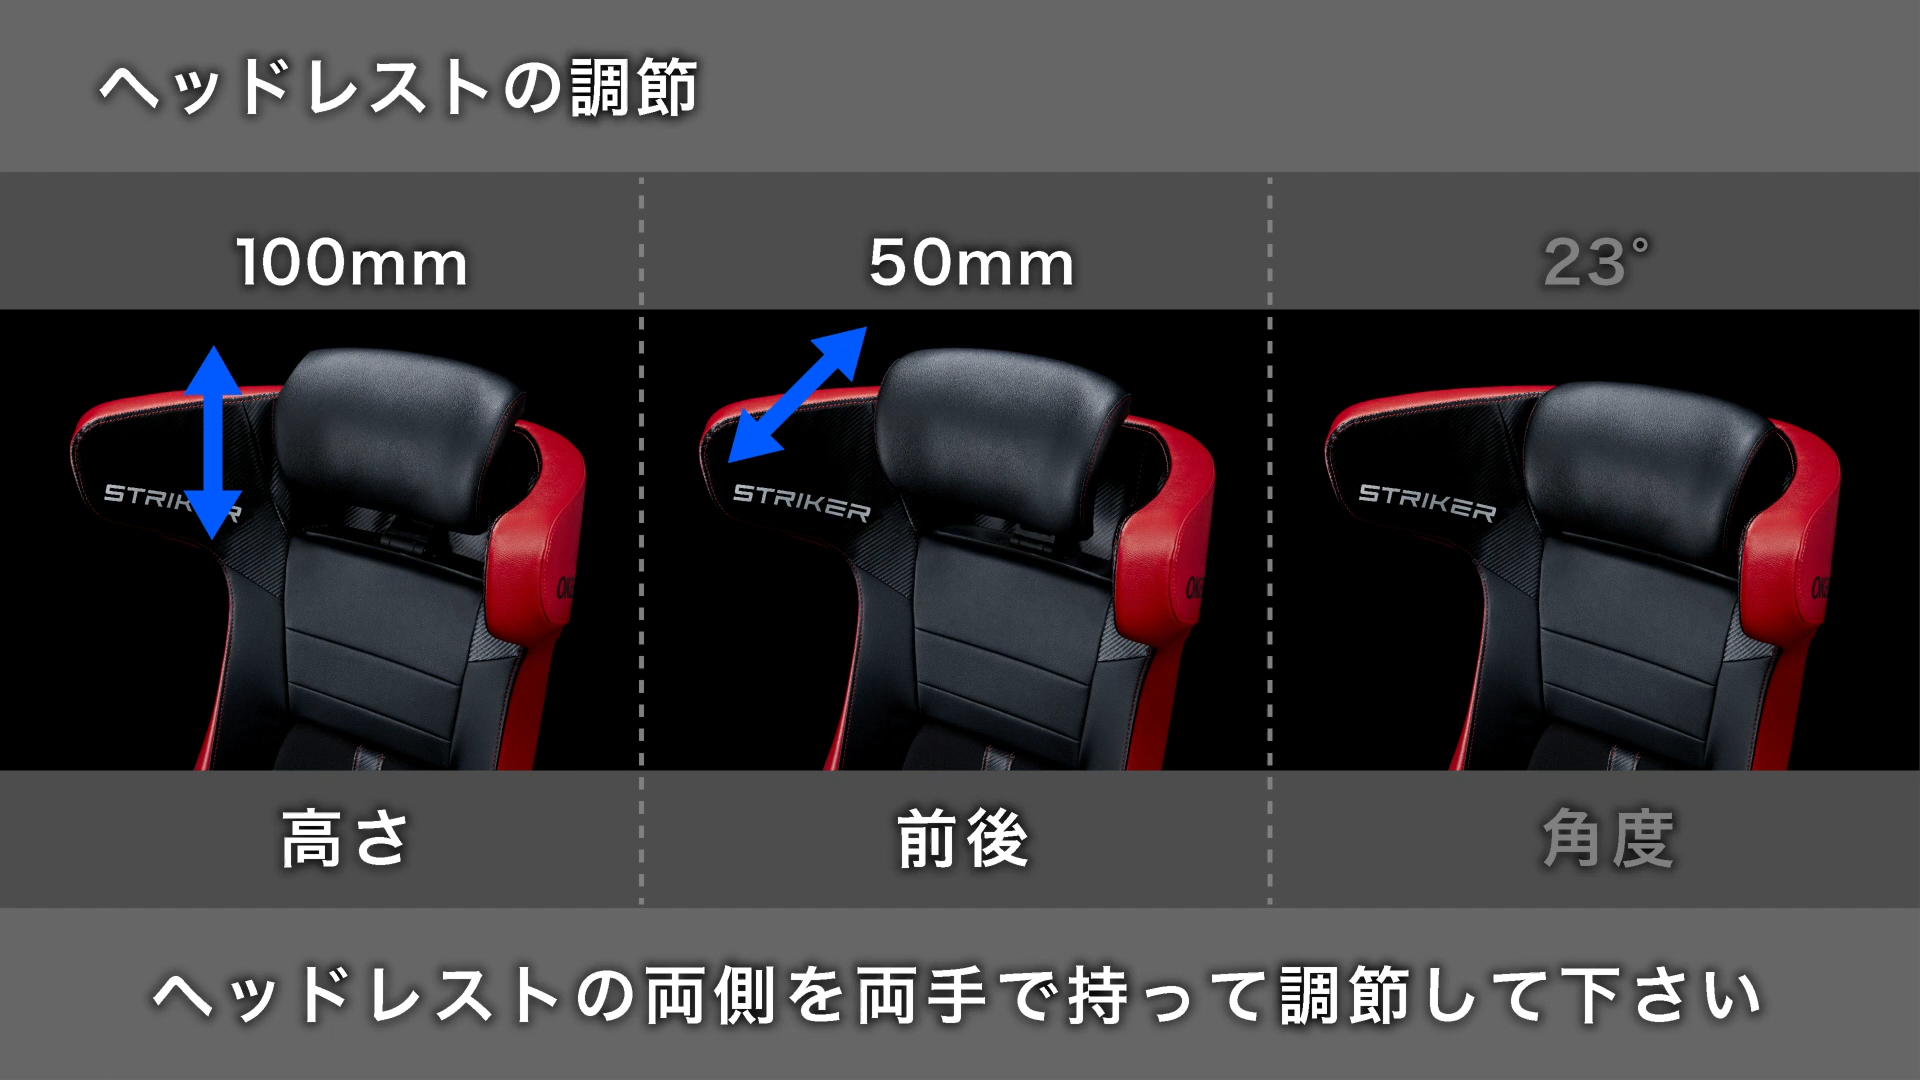 ヘッドレストの調節
100mm
50mm
23°
STRIKER
STRIKER
STRIKER
高さ
前後
角度
ヘッドレストの両側を両手で持って調節して下さい